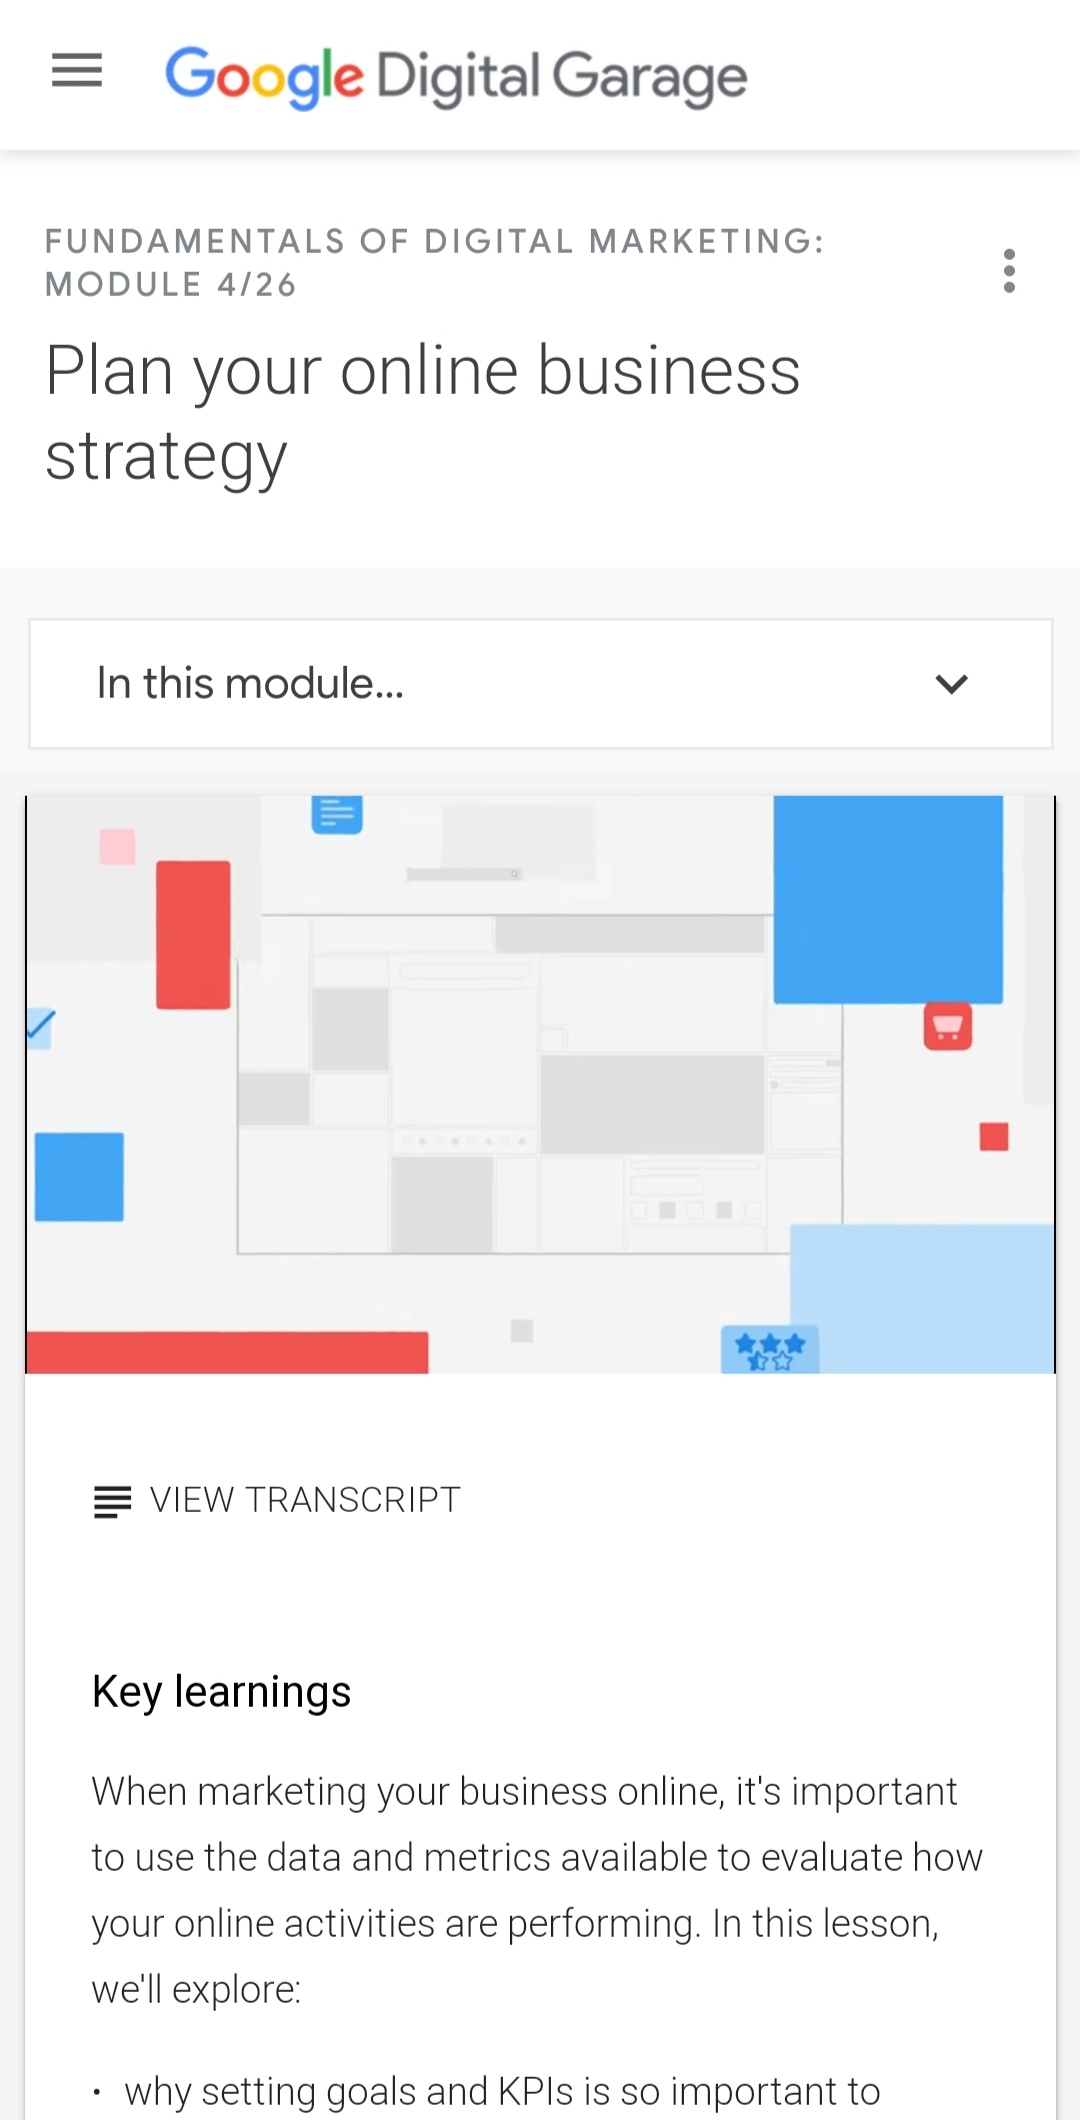 Google Digital Garage
FUNDAMENTALS OF DIGITAL MARKETING:
MODULE 4/26
Plan your online business
strategy
In this module...
VIEW TRANSCRIPT
Key learnings
When marketing your business online, it's important
to use the data and metrics available to evaluate how
your online activities are performing. In this lesson,
we'll explore:
• why setting goals and KPIs is so important to